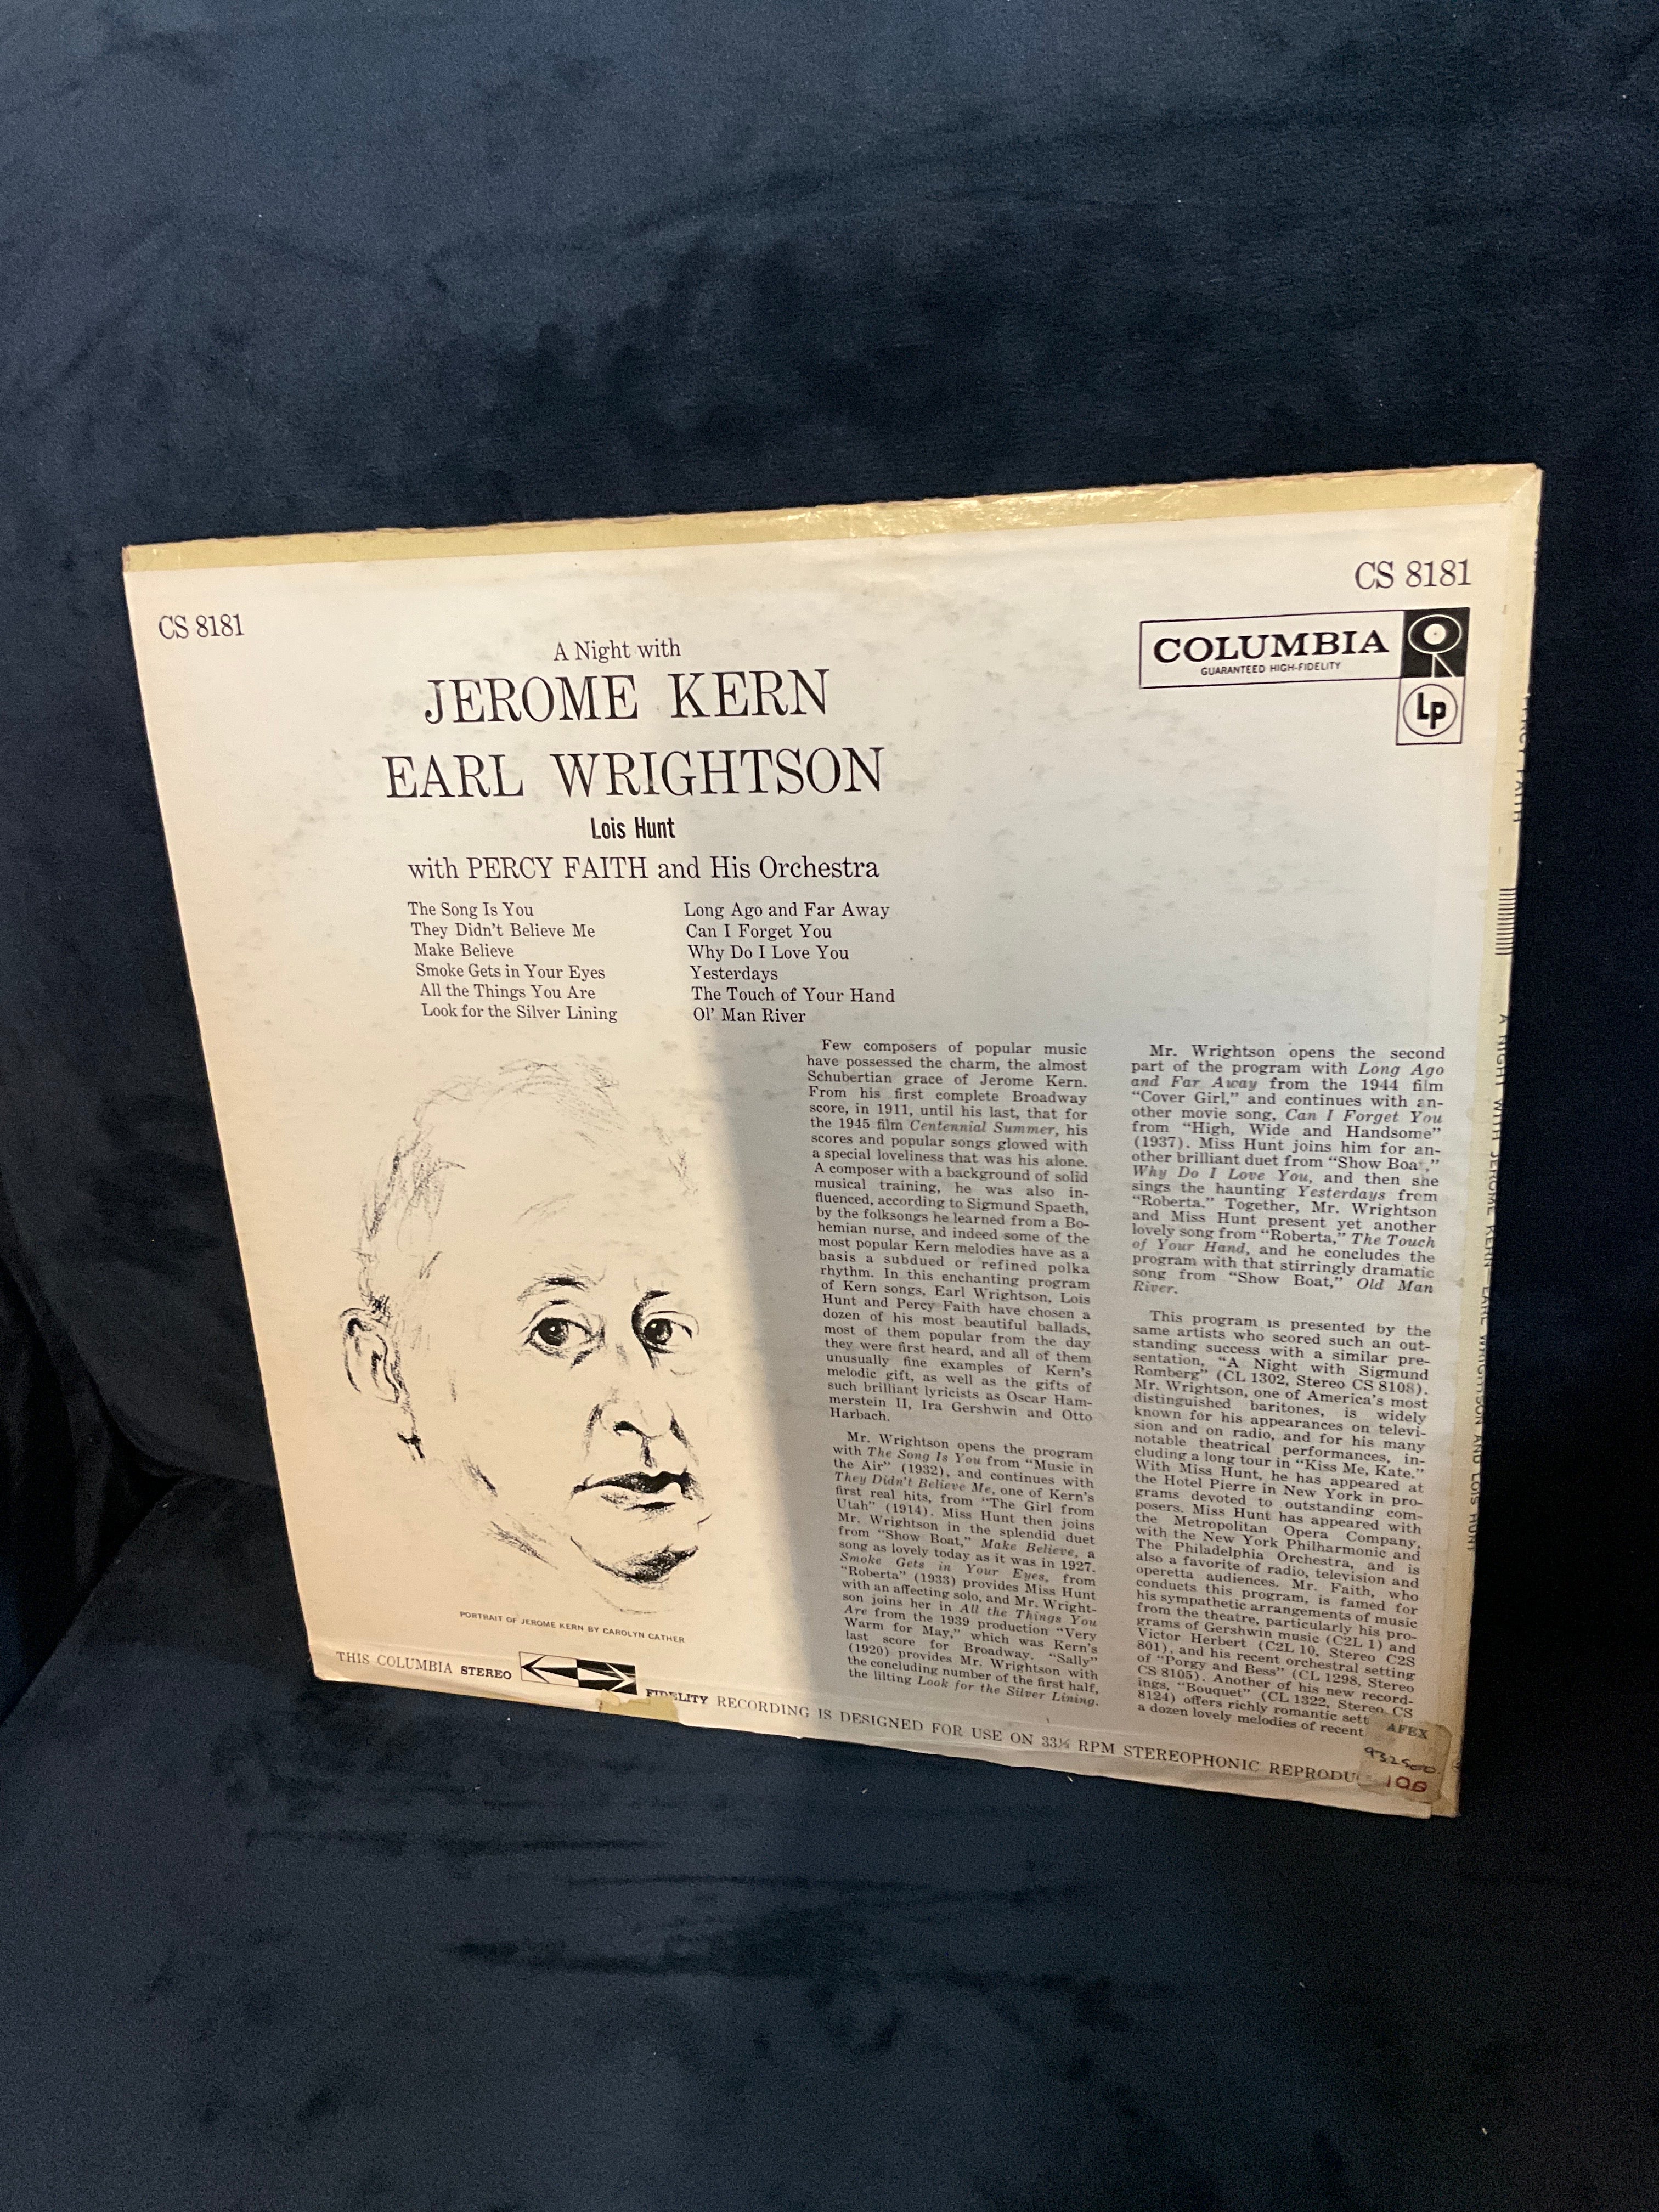 CS 8181
CS 8181
COLUMBIA
GUARANTEED HIGH-FIDELITY
Lp
A Night with
JEROME KERN
EARL WRIGHTSON
Lois Hunt
with PERCY FAITH and His Orchestra
The Song Is You
They Didn't Believe Me
Make Believe
Smoke Gets in Your Eyes
All the Things You Are
Look for the Silver Lining
Long Ago and Far Away
Can I Forget You
Why Do I Love You
Yesterdays
The Touch of Your Hand
Ol' Man River
Few composers of popular music
have possessed the charm, the almost
Schubertian grace of Jerome Kern.
From his first complete Broadway
score, in 1911, until his last, that for
the 1945 film Centennial Summer, his
scores and popular songs glowed with
a special loveliness that was his alone.
A composer with a background of solid
musical training, he was also in-
fluenced, according to Sigmund Spaeth,
by the folksongs he learned from a Bo-
hemian nurse, and indeed some of the
most popular Kern melodies have as a
basis a subdued or refined polka
rhythm. In this enchanting program
of Kern songs, Earl Wrightson, Lois
Hunt and Percy Faith have chosen a
dozen of his most beautiful ballads,
most of them popular from the day
they were first heard, and all of them
unusually fine examples of Kern's
melodic gift, as well as the gifts of
such brilliant lyricists as Oscar Ham-
merstein II, Ira Gershwin and Otto
Harbach.
Mr. Wrightson opens the program
with The Song Is You from "Music in
the Air" (1932), and continues with
They Didn't Believe Me, one of Kern's
first real hits, from "The Girl from
Utah" (1914). Miss Hunt then joins
Mr. Wrightson in the splendid duet
from "Show Boat," Make Believe, a
song as lovely today as it was in 1927.
Smoke Gets in Your Eyes, from
"Roberta" (1933) provides Miss Hunt
with an affecting solo, and Mr. Wright-
son joins her in All the Things You
Are from the 1939 production "Very
Warm for May," which was Kern's
last score for Broadway. "Sally"
(1920) provides Mr. Wrightson with
the concluding number of the first half,
the lilting Look for the Silver Lining.
Mr. Wrightson opens the second
part of the program with Long Ago
and Far Away from the 1944 film
"Cover Girl," and continues with an-
other movie song, Can I Forget You
from "High, Wide and Handsome"
(1937). Miss Hunt joins him for an-
other brilliant duet from "Show Boat,"
Why Do I Love You, and then she
sings the haunting Yesterdays from
"Roberta." Together, Mr. Wrightson
and Miss Hunt present yet another
lovely song from "Roberta," The Touch
of Your Hand, and he concludes the
program with that stirringly dramatic
song from "Show Boat," Old Man
River.
This program is presented by the
same artists who scored such an out-
standing success with a similar pre-
sentation, "A Night with Sigmund
Romberg" (CL 1302, Stereo CS 8108).
Mr. Wrightson, one of America's most
distinguished baritones, is widely
known for his appearances on televi-
sion and on radio, and for his many
notable theatrical performances, in-
cluding a long tour in "Kiss Me, Kate."
With Miss Hunt, he has appeared at
the Hotel Pierre in New York in pro-
grams devoted to outstanding com-
posers. Miss Hunt has appeared with
the Metropolitan Opera Company,
with the New York Philharmonic and
The Philadelphia Orchestra, and is
also a favorite of radio, television and
operetta audiences. Mr. Faith, who
conducts this program, is famed for
his sympathetic arrangements of music
from the theatre, particularly his pro-
grams of Gershwin music (C2L 1) and
Victor Herbert (C2L 10, Stereo C2S
801), and his recent orchestral setting
of "Porgy and Bess" (CL 1298, Stereo
CS 8105). Another of his new record-
ings, "Bouquet" (CL 1322, Stereo CS
8124) offers richly romantic sett
a dozen lovely melodies of recent
PORTRAIT OF JEROME KERN BY CAROLYN CATHER
THIS COLUMBIA STEREO FIDELITY RECORDING IS DESIGNED FOR USE ON 33⅓ RPM STEREOPHONIC REPRODUC
AFEX
10B
FAITH
A NIGHT WITH JEROME KERN—EARL WRIGHTSON AND LOIS HUNT